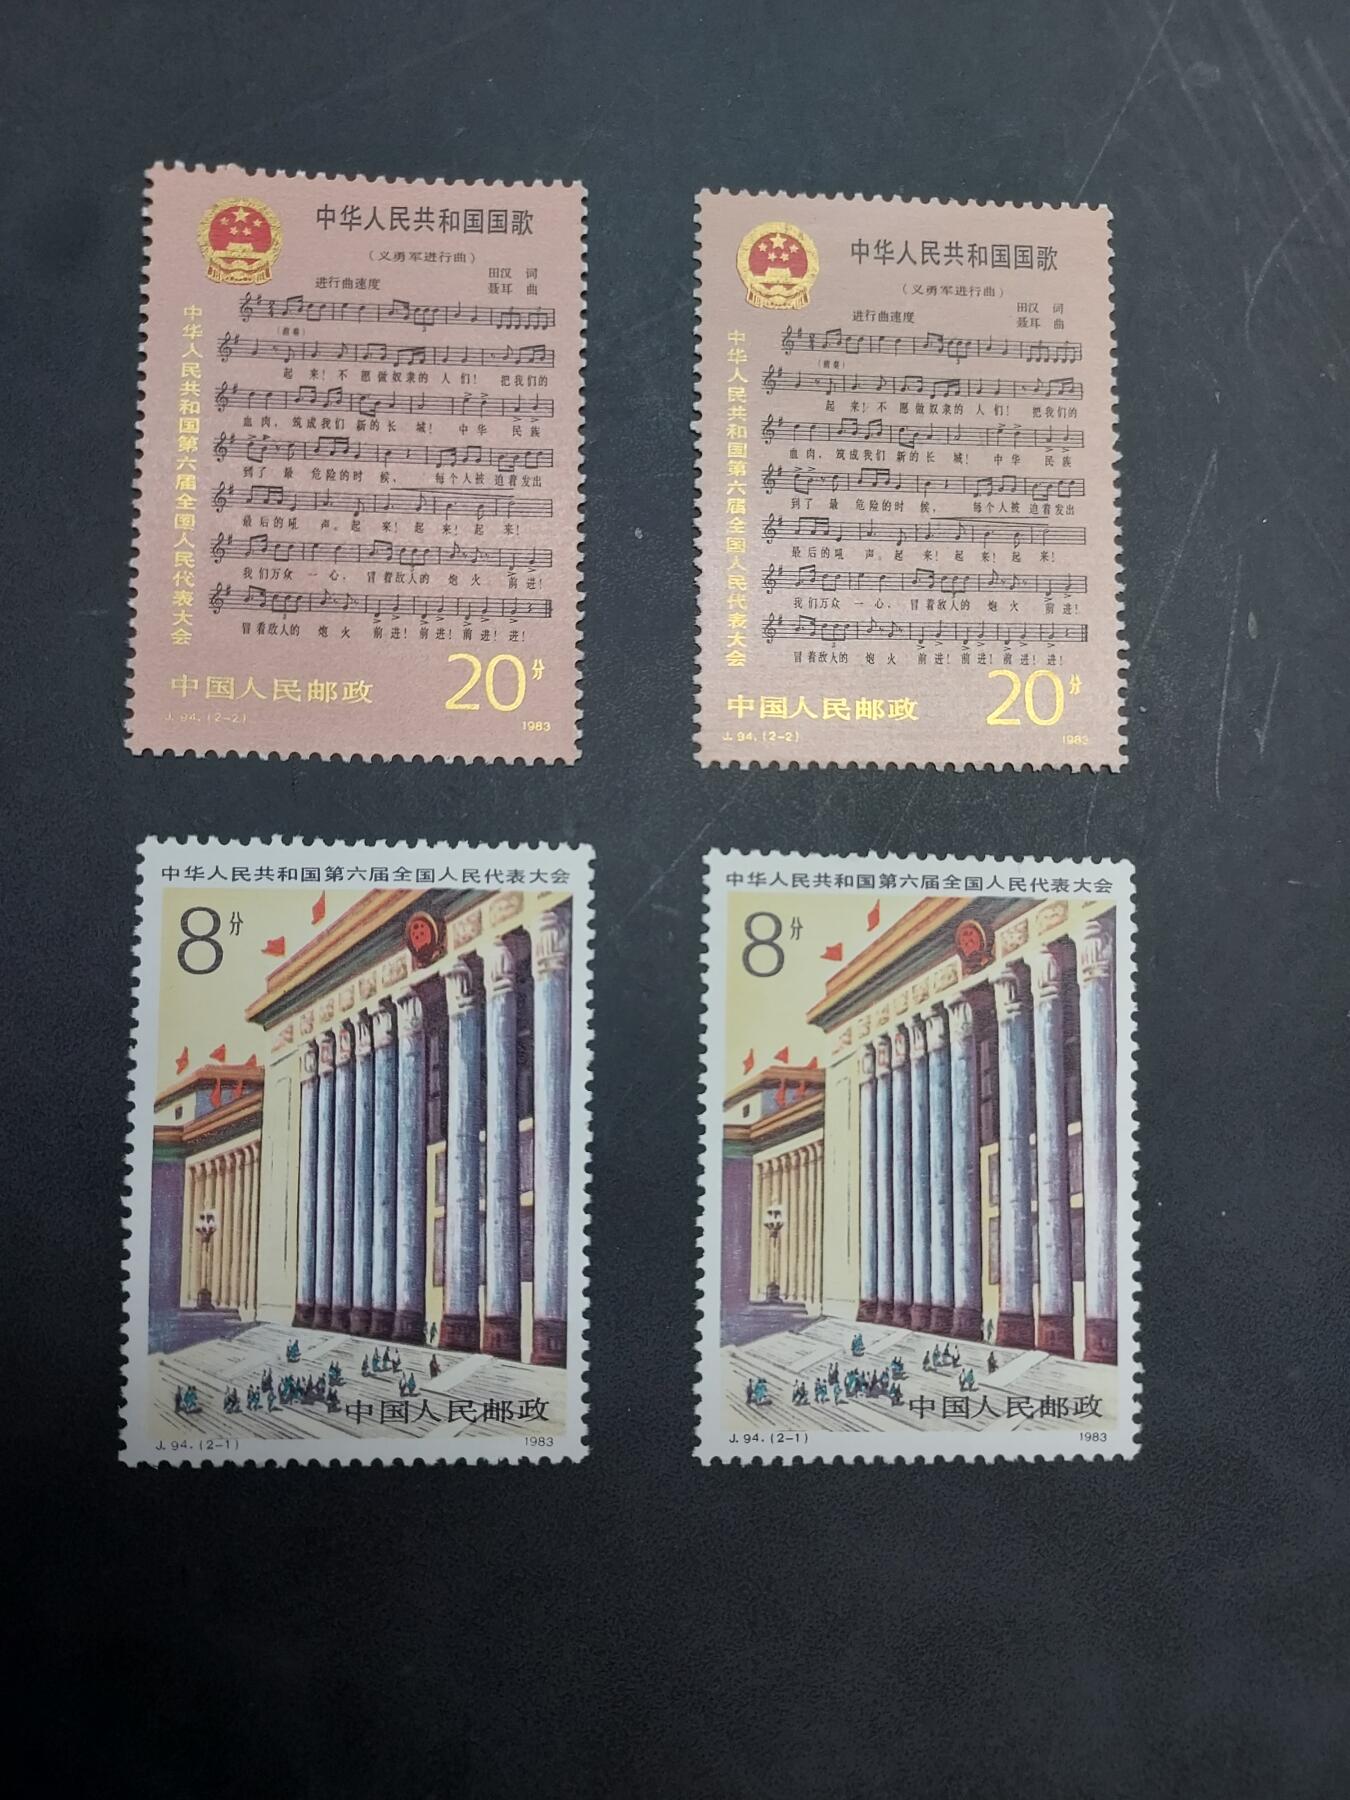 中华人民共和国国歌
（义勇军进行曲）
进行曲速度
田汉 词
聂耳 曲
中华人民共和国第六届全国人民代表大会
（前奏）
起 来！不 愿 做 奴隶的 人 们！ 把 我们 的
血 肉， 筑 成 我们 新的 长 城！ 中 华 民 族
到了 最 危险的时 候， 每个人被 迫着发出
最后的吼 声。起 来！起 来！起 来！
我们万众 一心， 冒着敌人的 炮 火 前 进！
冒着敌人的 炮 火 前 进！ 前 进！ 前 进！ 进！
中国人民邮政
20分
J.94.(2-2)
1983
中华人民共和国国歌
（义勇军进行曲）
进行曲速度
田汉 词
聂耳 曲
中华人民共和国第六届全国人民代表大会
（前奏）
起 来！不 愿 做 奴隶的 人 们！ 把 我们 的
血 肉， 筑 成 我们 新的 长 城！ 中 华 民 族
到了 最 危险的时 候， 每个人被 迫着发出
最后的吼 声。起 来！起 来！起 来！
我们万众 一心， 冒着敌人的 炮 火 前 进！
冒着敌人的 炮 火 前 进！ 前 进！ 前 进！ 进！
中国人民邮政
20分
J.94.(2-2)
1983
中华人民共和国第六届全国人民代表大会
8分
中国人民邮政
J.94.(2-1)
1983
中华人民共和国第六届全国人民代表大会
8分
中国人民邮政
J.94.(2-1)
1983